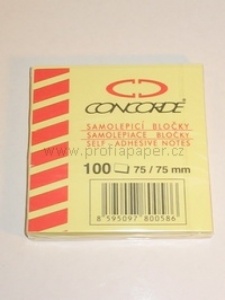 CONCORDE
SAMOLEPICÍ BLOČKY
SAMOLEPIACE BLOČKY
SELF-ADHESIVE NOTES
www.profiapaper.cz
100 75/75 mm
8 595097 800586